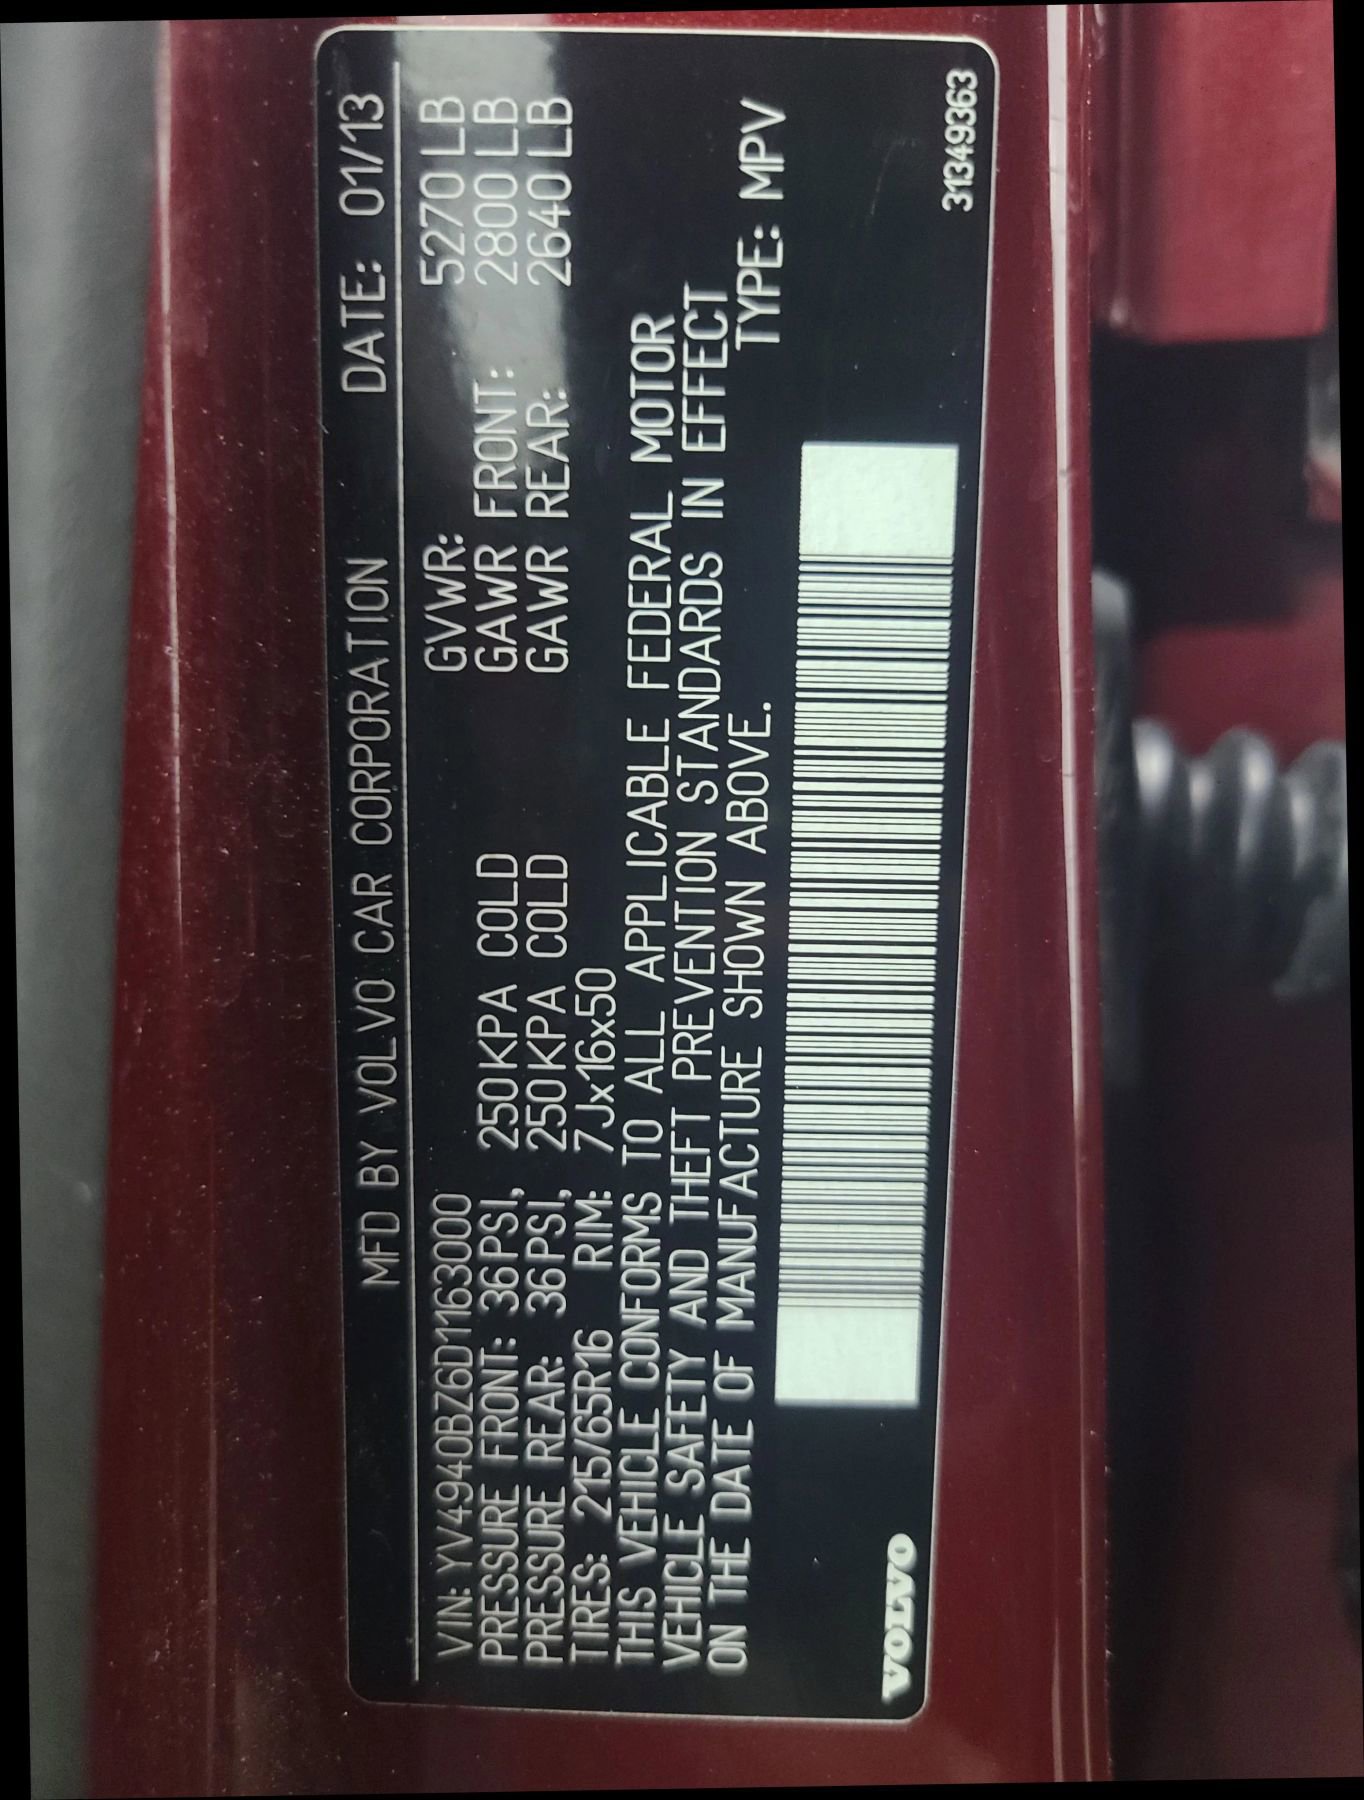 MFD BY VOLVO CAR CORPORATION DATE: 01/13
VIN: YV4940BZ6D1163000 GVWR: 5270 LB
PRESSURE FRONT: 36PSI, 250KPA COLD GAWR FRONT: 2800 LB
PRESSURE REAR: 36PSI, 250KPA COLD GAWR REAR: 2640 LB
TIRES: 215/65R16 RIM: 7Jx16x50
THIS VEHICLE CONFORMS TO ALL APPLICABLE FEDERAL MOTOR
VEHICLE SAFETY AND THEFT PREVENTION STANDARDS IN EFFECT
ON THE DATE OF MANUFACTURE SHOWN ABOVE. TYPE: MPV
VOLVO 31349363